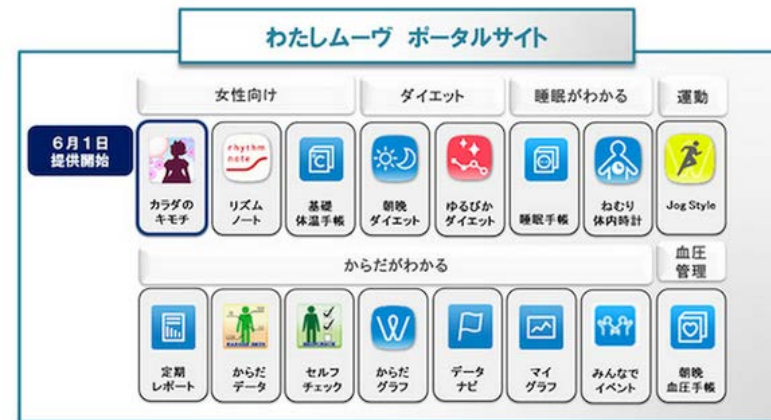 わたしムーヴ ポータルサイト
女性向け
ダイエット
睡眠がわかる
運動
6月1日
提供開始
rhythm
note
C
カラダの
キモチ
リズム
ノート
基礎
体温手帳
朝晩
ダイエット
ゆるぴか
ダイエット
睡眠手帳
ねむり
体内時計
Jog Style
からだがわかる
血圧
管理
定期
レポート
からだ
データ
セルフ
チェック
からだ
グラフ
データ
ナビ
マイ
グラフ
みんなで
イベント
朝晩
血圧手帳